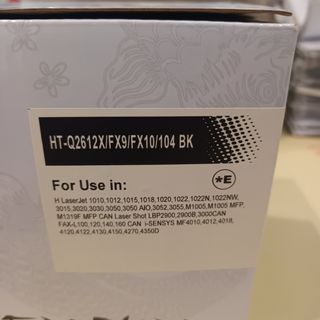 HT-Q2612X/FX9/FX10/104 BK
For Use in:
*E
H LaserJet 1010,1012,1015,1018,1020,1022,1022N,1022NW,
3015,3020,3030,3050,3050 AIO,3052,3055,M1005,M1005 MFP,
M1319F MFP CAN Laser Shot LBP2900,2900B,3000CAN
FAX-L100,120,140,160 CAN i-SENSYS MF4010,4012,4018,
4120,4122,4130,4150,4270,4350D